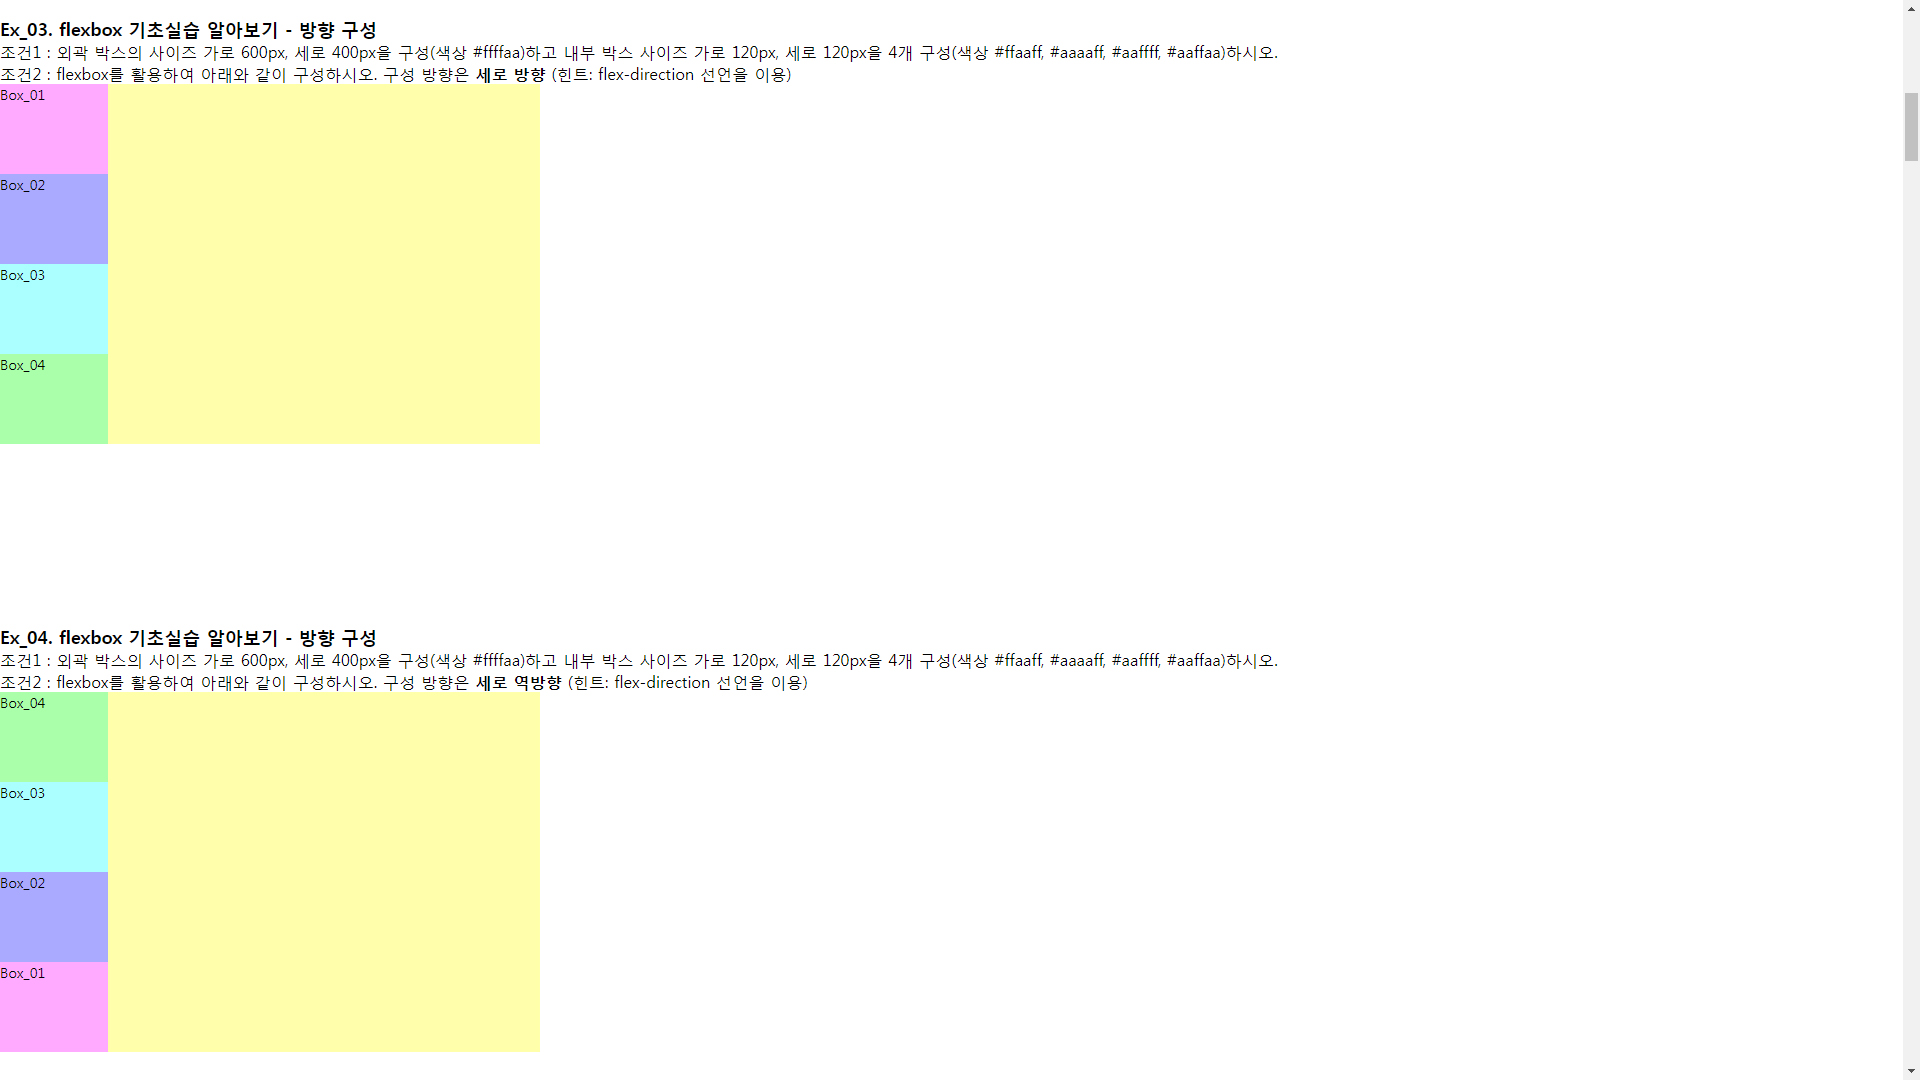 Ex_03. flexbox 기초실습 알아보기 - 방향 구성
조건1 : 외곽 박스의 사이즈 가로 600px, 세로 400px을 구성(색상 #ffffaa)하고 내부 박스 사이즈 가로 120px, 세로 120px을 4개 구성(색상 #ffaaff, #aaaaff, #aaffff, #aaffaa)하시오.
조건2 : flexbox를 활용하여 아래와 같이 구성하시오. 구성 방향은 세로 방향 (힌트: flex-direction 선언을 이용)
Box_01
Box_02
Box_03
Box_04
Ex_04. flexbox 기초실습 알아보기 - 방향 구성
조건1 : 외곽 박스의 사이즈 가로 600px, 세로 400px을 구성(색상 #ffffaa)하고 내부 박스 사이즈 가로 120px, 세로 120px을 4개 구성(색상 #ffaaff, #aaaaff, #aaffff, #aaffaa)하시오.
조건2 : flexbox를 활용하여 아래와 같이 구성하시오. 구성 방향은 세로 역방향 (힌트: flex-direction 선언을 이용)
Box_04
Box_03
Box_02
Box_01